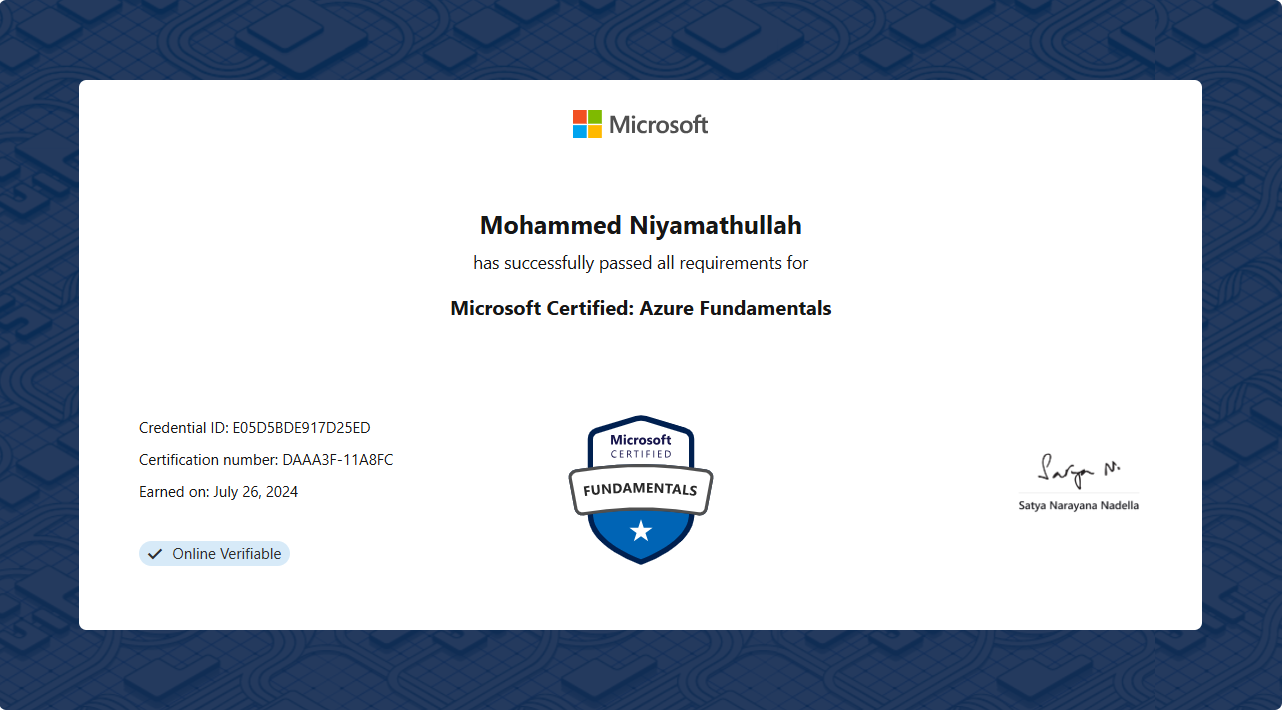 Microsoft
Mohammed Niyamathullah
has successfully passed all requirements for
Microsoft Certified: Azure Fundamentals
Credential ID: E05D5BDE917D25ED
Certification number: DAAA3F-11A8FC
Earned on: July 26, 2024
Online Verifiable
Microsoft
CERTIFIED
FUNDAMENTALS
Satya N.
Satya Narayana Nadella